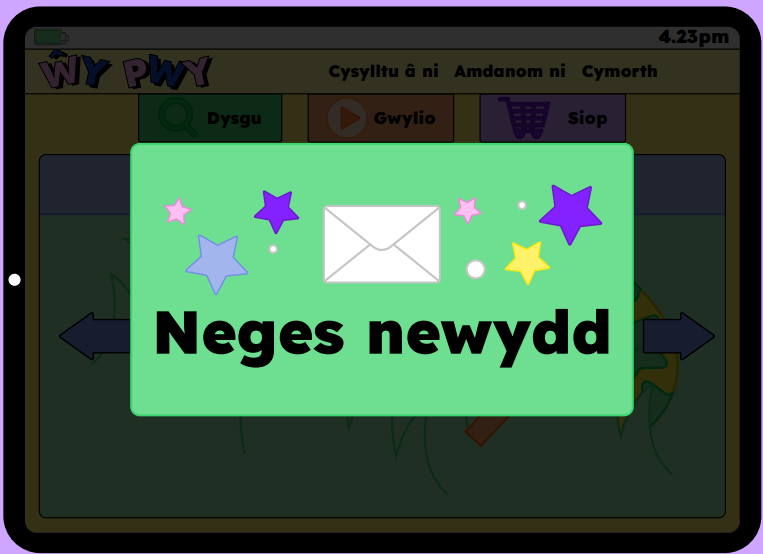 4.23pm
ŴY PWY
Cysylltu â ni Amdanom ni Cymorth
Dysgu Gwylio Siop
Neges newydd